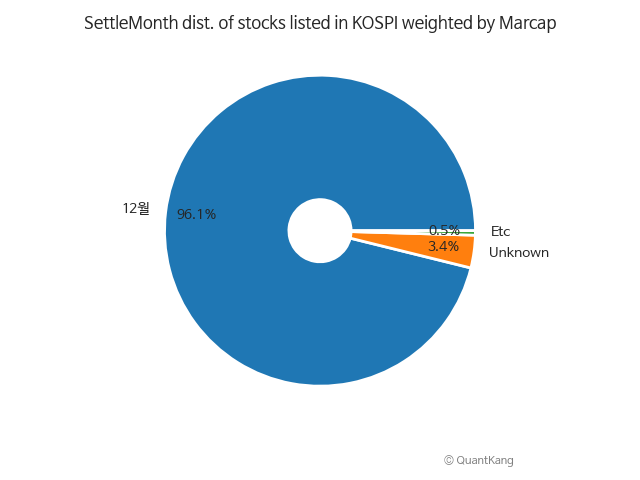 SettleMonth dist. of stocks listed in KOSPI weighted by Marcap
12월
96.1%
0.5%
Etc
3.4%
Unknown
© QuantKang